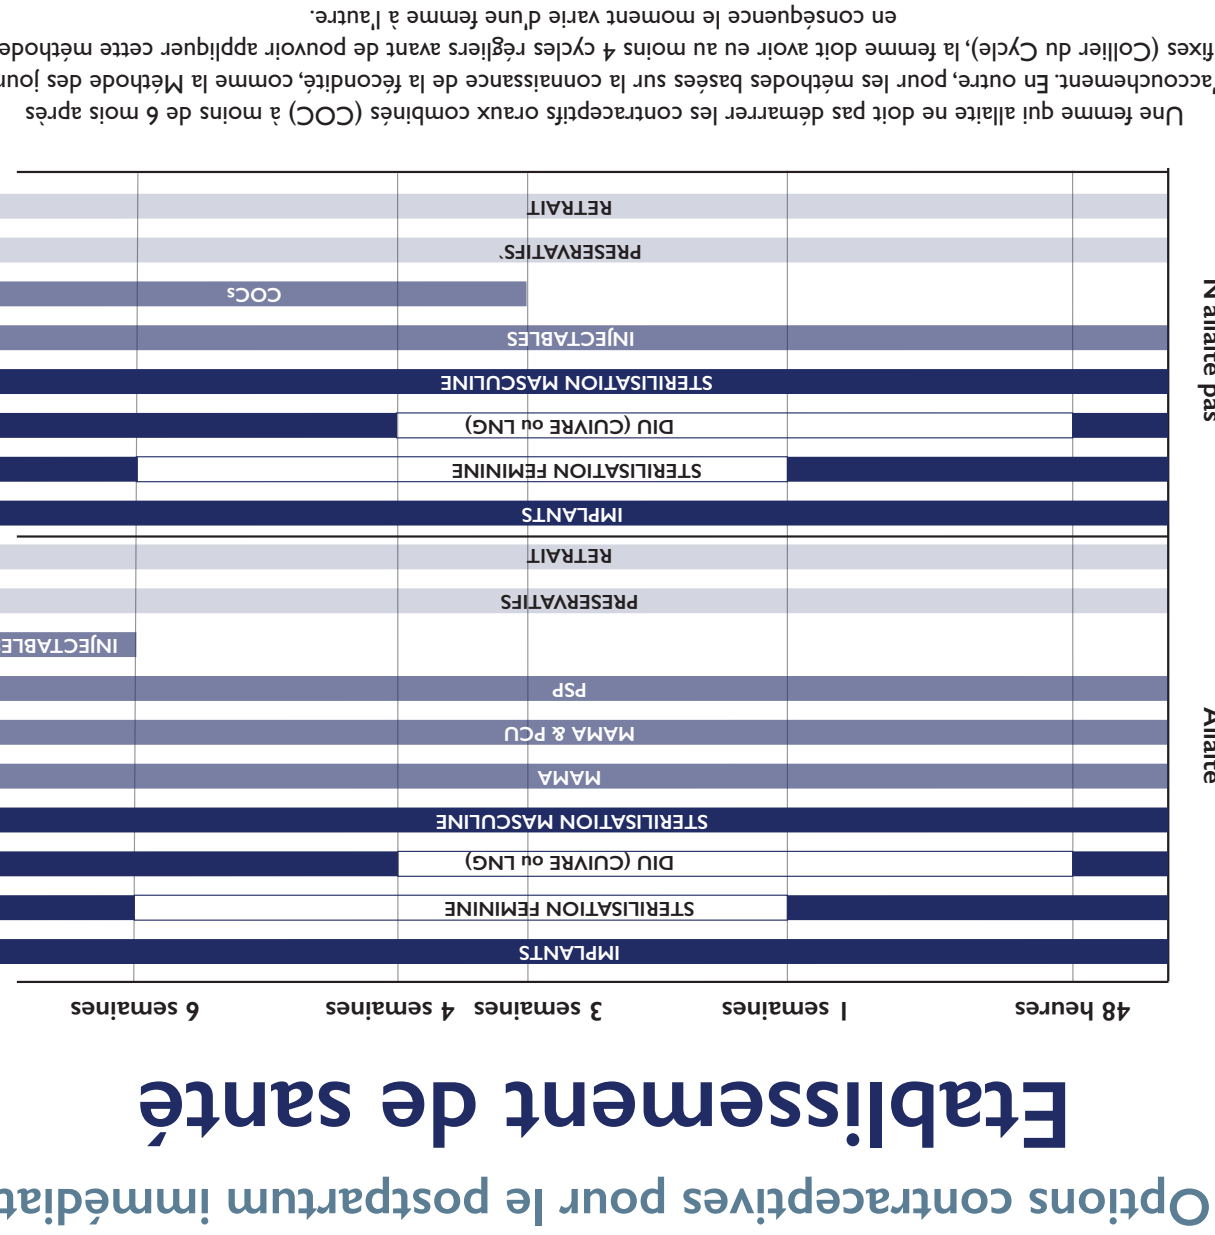 Options contraceptives pour le postpartum immédiat
Etablissement de santé
48 heures 1 semaines 3 semaines 4 semaines 6 semaines
Allaite
IMPLANTS
STERILISATION FEMININE
DIU (CUIVRE ou LNG)
STERILISATION MASCULINE
MAMA
MAMA & PCU
PSP
INJECTABLES
PRESERVATIFS
RETRAIT
N'allaite pas
IMPLANTS
STERILISATION FEMININE
DIU (CUIVRE ou LNG)
STERILISATION MASCULINE
INJECTABLES
COCs
PRESERVATIFS`
RETRAIT
Une femme qui allaite ne doit pas démarrer les contraceptifs oraux combinés (COC) à moins de 6 mois après
l'accouchement. En outre, pour les méthodes basées sur la connaissance de la fécondité, comme la Méthode des jour
fixes (Collier du Cycle), la femme doit avoir eu au moins 4 cycles régliers avant de pouvoir appliquer cette méthode
en conséquence le moment varie d'une femme à l'autre.